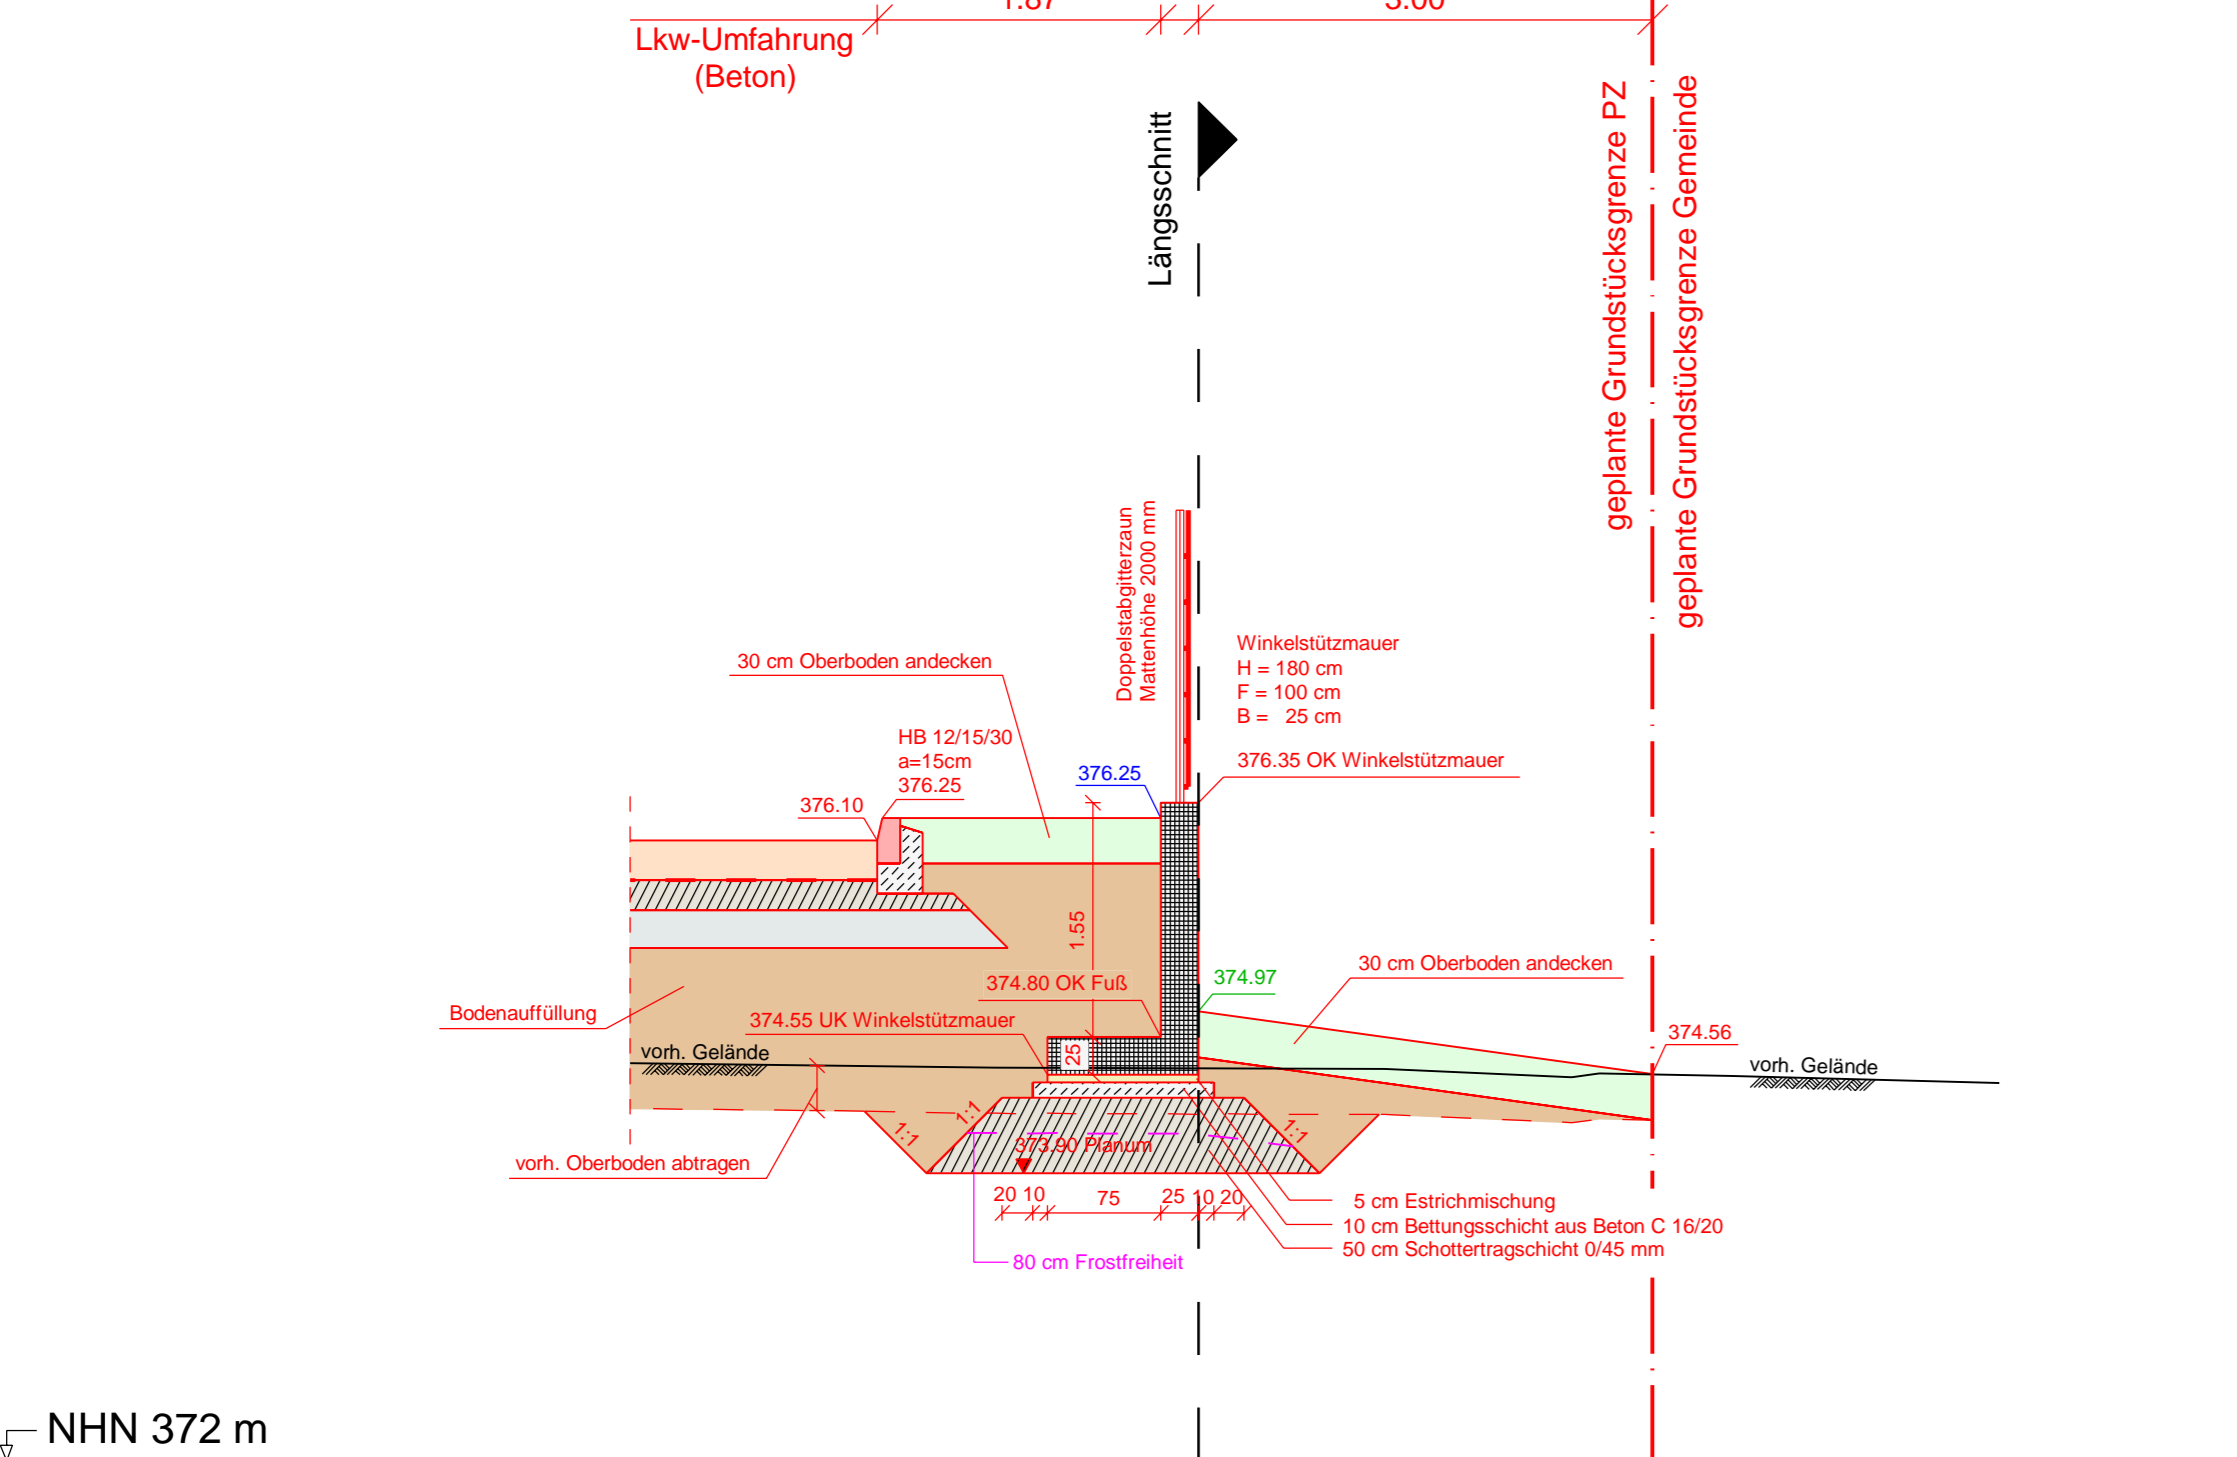 1.87
3.00
Lkw-Umfahrung
(Beton)
Längsschnitt
geplante Grundstücksgrenze PZ
geplante Grundstücksgrenze Gemeinde
Doppelstabgitterzaun
Mattenhöhe 2000 mm
Winkelstützmauer
H = 180 cm
F = 100 cm
B = 25 cm
30 cm Oberboden andecken
HB 12/15/30
a=15cm
376.25
376.10
376.25
376.35 OK Winkelstützmauer
1.55
374.80 OK Fuß
374.97
30 cm Oberboden andecken
Bodenauffüllung
374.55 UK Winkelstützmauer
374.56
vorh. Gelände
25
vorh. Gelände
1:1
1:1
1:1
373.90 Planum
vorh. Oberboden abtragen
20 10 75 25 10 20
5 cm Estrichmischung
10 cm Bettungsschicht aus Beton C 16/20
50 cm Schottertragschicht 0/45 mm
80 cm Frostfreiheit
NHN 372 m